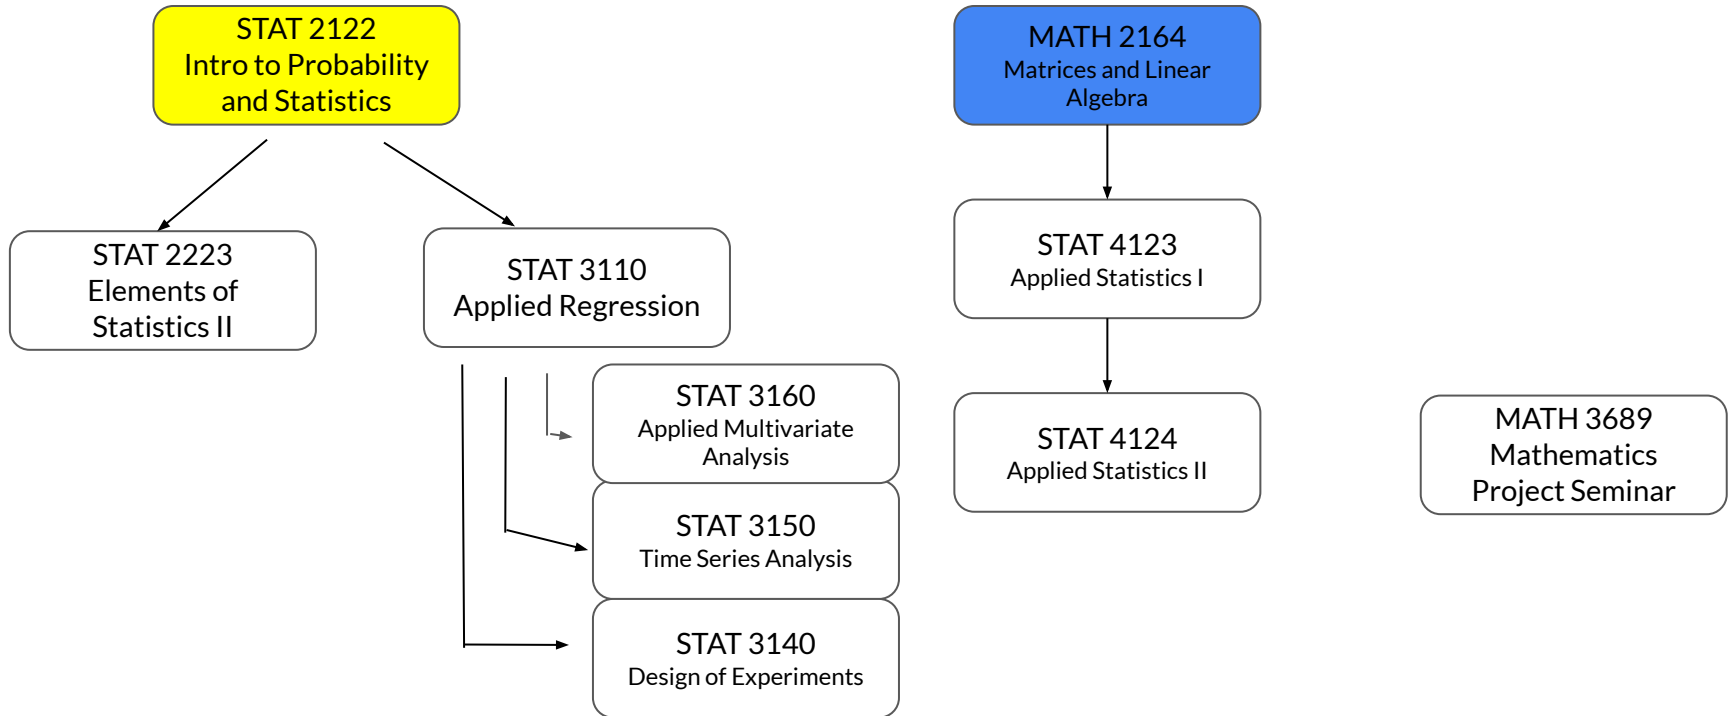 STAT 2122
Intro to Probability
and Statistics
MATH 2164
Matrices and Linear
Algebra
STAT 2223
Elements of
Statistics II
STAT 3110
Applied Regression
STAT 4123
Applied Statistics I
STAT 3160
Applied Multivariate
Analysis
STAT 4124
Applied Statistics II
MATH 3689
Mathematics
Project Seminar
STAT 3150
Time Series Analysis
STAT 3140
Design of Experiments